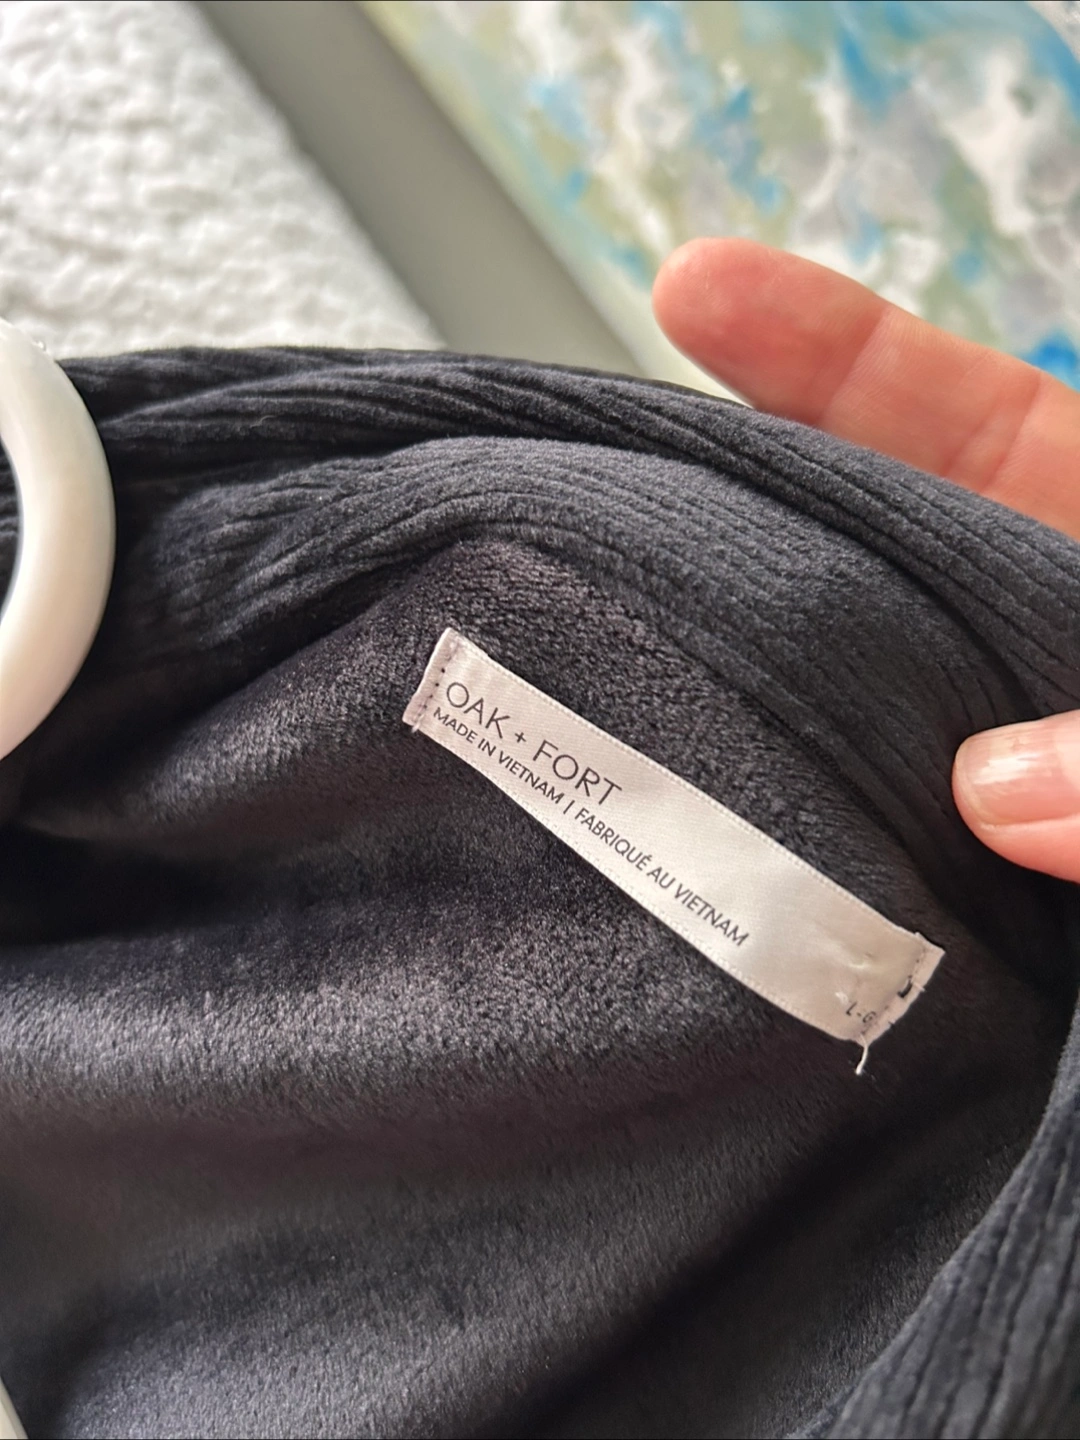 OAK + FORT
MADE IN VIETNAM | FABRIQUÉ AU VIETNAM
L-G